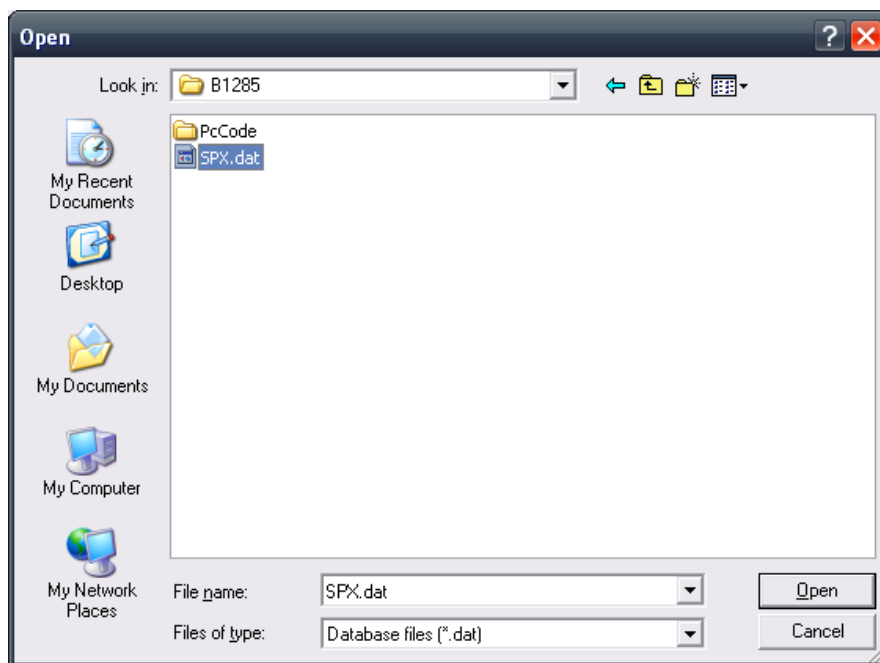 Open
Look in:
B1285
PcCode
SPX.dat
My Recent
Documents
Desktop
My Documents
My Computer
My Network
Places
File name:
SPX.dat
Open
Files of type:
Database files (*.dat)
Cancel